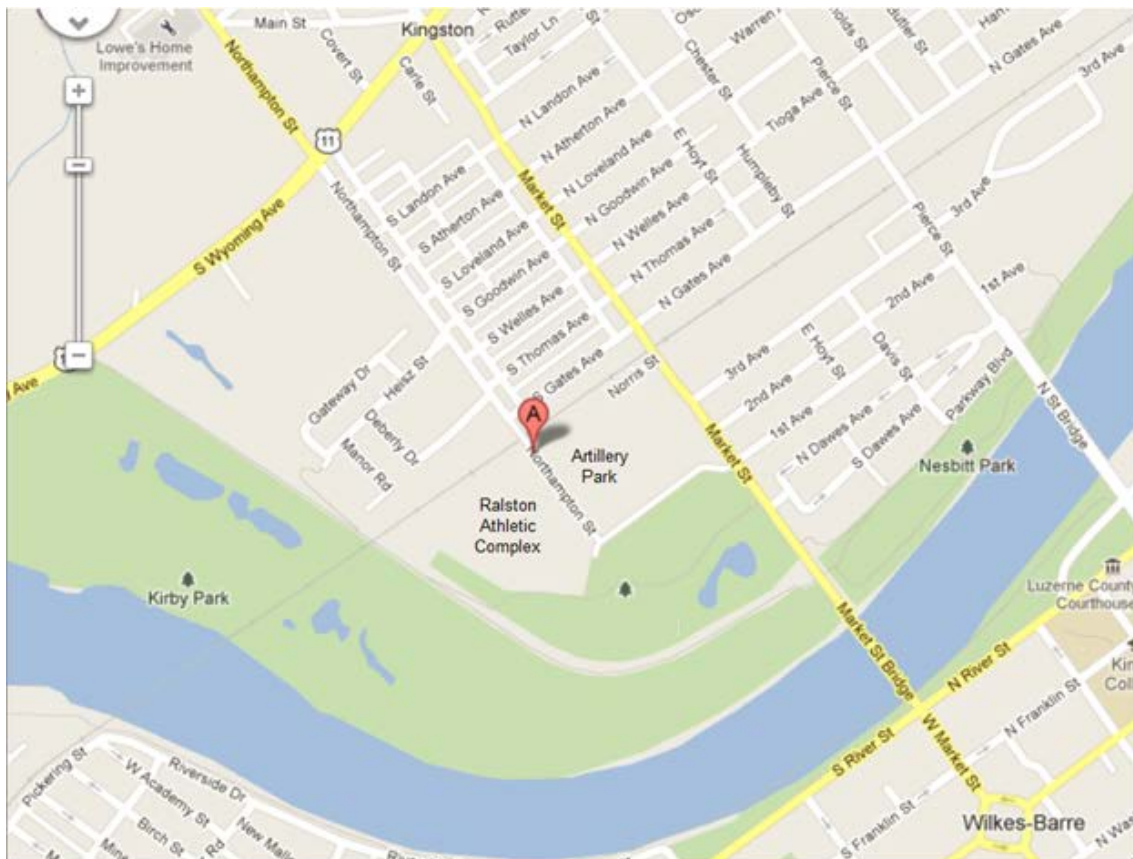 Main St
Covert St
Lowe's Home
Improvement
Northampton St
Carle St
Kingston
Taylor Ln
Warren Ave
N Gates Ave
3rd Ave
Chester St
Pierce St
Tioga Ave
N Landon Ave
N Atherton Ave
N Loveland Ave
N Goodwin Ave
N Welles Ave
N Thomas Ave
N Gates Ave
E Hoyt St
Humpleby St
Market St
11
Northampton St
S Wyoming Ave
S Landon Ave
S Atherton Ave
S Loveland Ave
S Goodwin Ave
S Welles Ave
S Thomas Ave
S Gates Ave
Norris St
3rd Ave
Pierce St
3rd Ave
2nd Ave
1st Ave
2nd Ave
1st Ave
E Hoyt St
Davis St
Parkway Blvd
N Dawes Ave
S Dawes Ave
N St Bridge
Nesbitt Park
Gateway Dr
Heisz St
Deberly Dr
Manor Rd
A
Northampton St
Artillery
Park
Ralston
Athletic
Complex
Market St
Kirby Park
Luzerne County
Courthouse
Market St Bridge
N River St
S River St
W Market St
N Franklin St
S Franklin St
Wilkes-Barre
Pickering St
Riverside Dr
W Academy St
Birch St